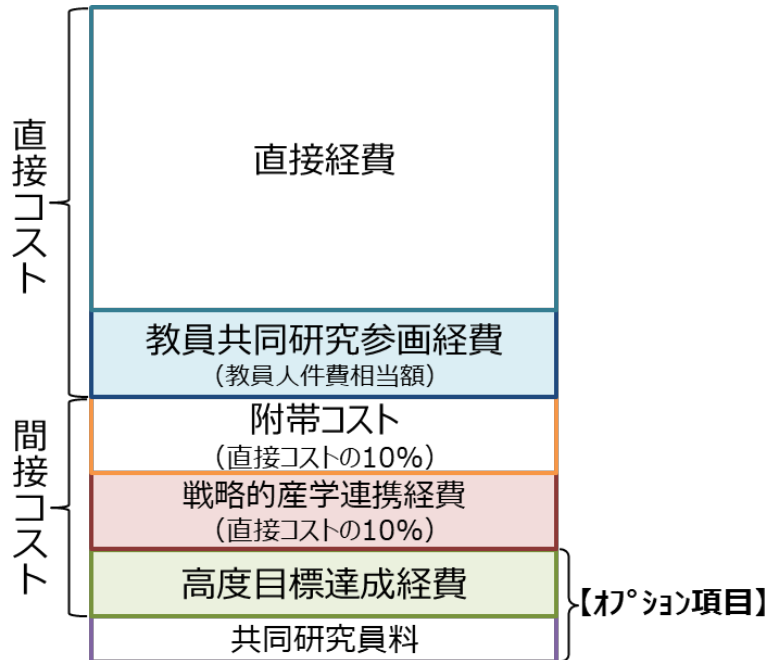 直接コスト
直接経費
教員共同研究参画経費
（教員人件費相当額）
間接コスト
附帯コスト
（直接コストの10%）
戦略的産学連携経費
（直接コストの10%）
高度目標達成経費
共同研究員料
【ｵﾌﾟｼｮﾝ項目】